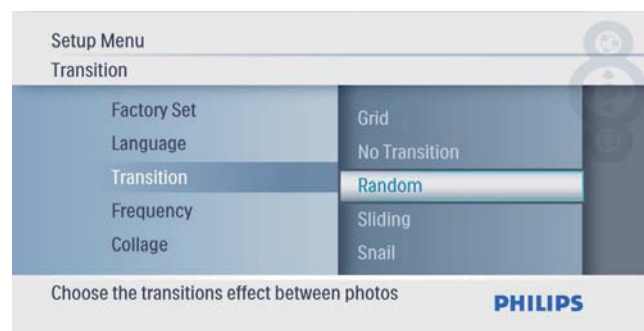 Setup Menu
Transition
Factory Set
Language
Transition
Frequency
Collage
Grid
No Transition
Random
Sliding
Snail
Choose the transitions effect between photos
PHILIPS